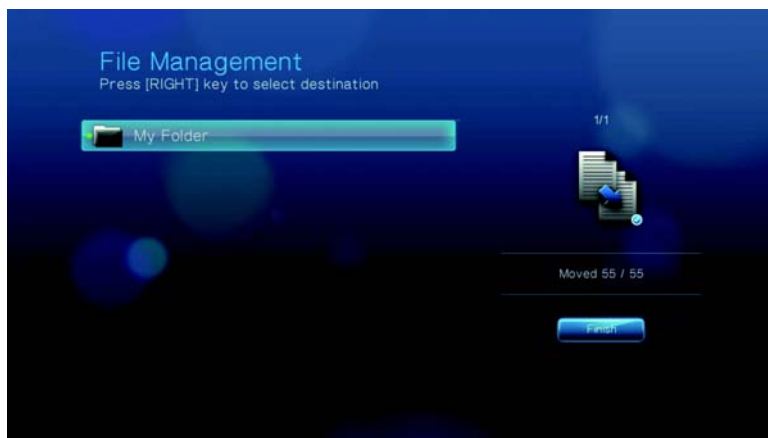 File Management
Press [RIGHT] key to select destination
My Folder
1/1
Moved 55 / 55
Finish